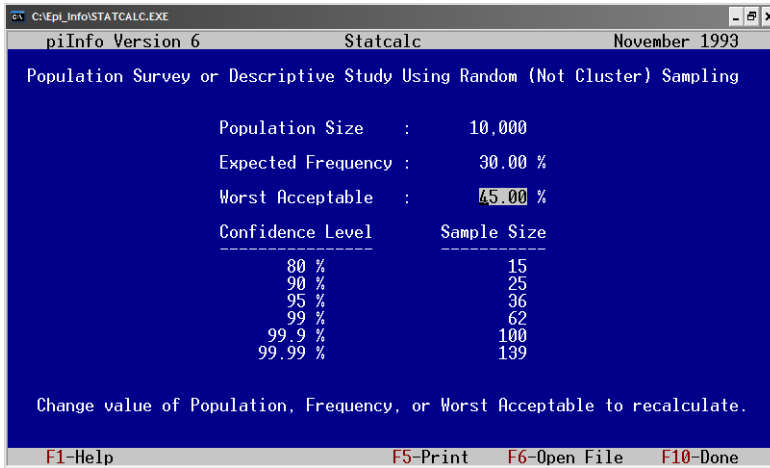 C:\Epi_Info\STATCALC.EXE
piInfo Version 6 Statcalc November 1993
Population Survey or Descriptive Study Using Random (Not Cluster) Sampling
Population Size : 10,000
Expected Frequency : 30.00 %
Worst Acceptable : 45.00 %
Confidence Level Sample Size
---------------- -----------
80 % 15
90 % 25
95 % 36
99 % 62
99.9 % 100
99.99 % 139
Change value of Population, Frequency, or Worst Acceptable to recalculate.
F1-Help F5-Print F6-Open File F10-Done